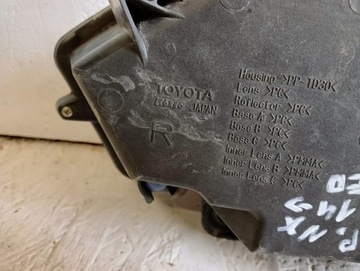 Housing >PP-TD30<
Lens >PC<
Reflector >PC<
Base A >PC<
Base B >PC<
Base C >PC<
Inner Lens A >PMMA<
Inner Lens B >PMMA<
Inner Lens C >PC<
TOYOTA
JAPAN
R
P. NX
14>